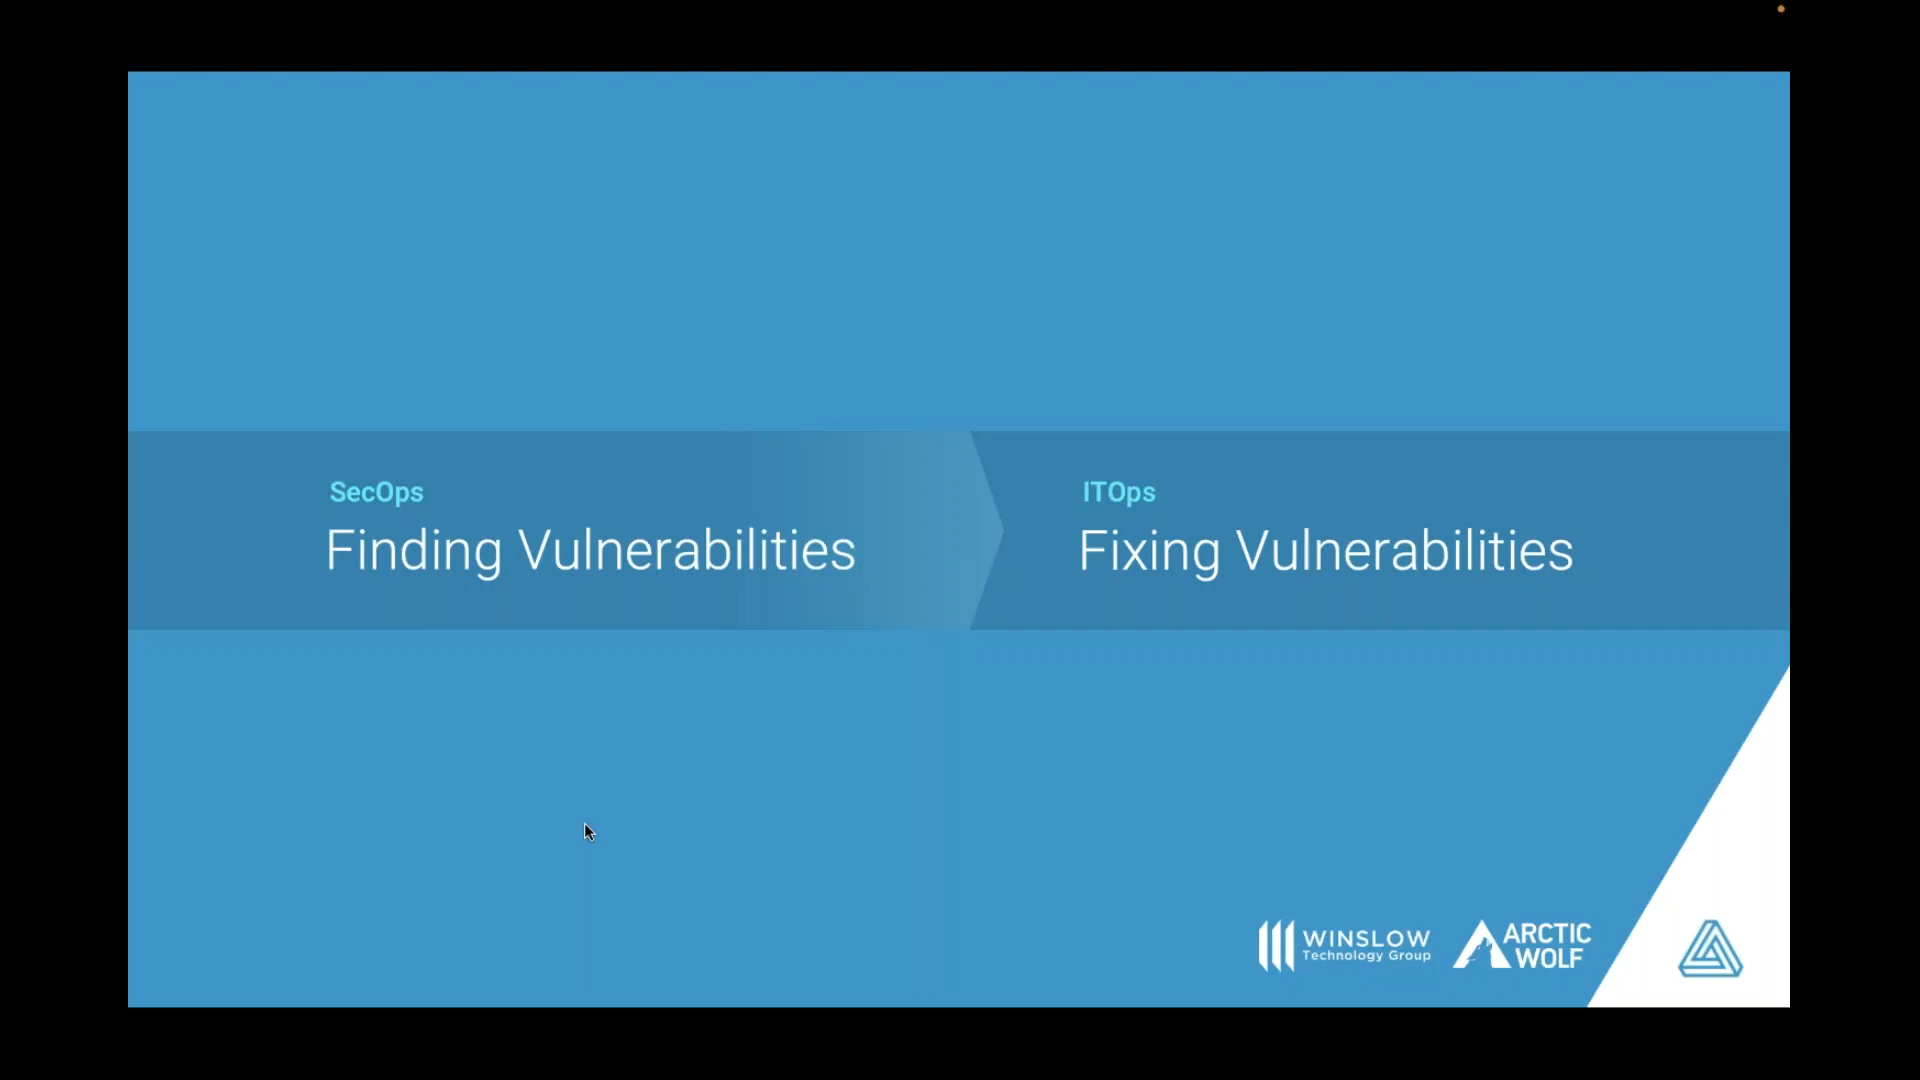 SecOps
Finding Vulnerabilities
ITOps
Fixing Vulnerabilities
WINSLOW
Technology Group
ARCTIC
WOLF